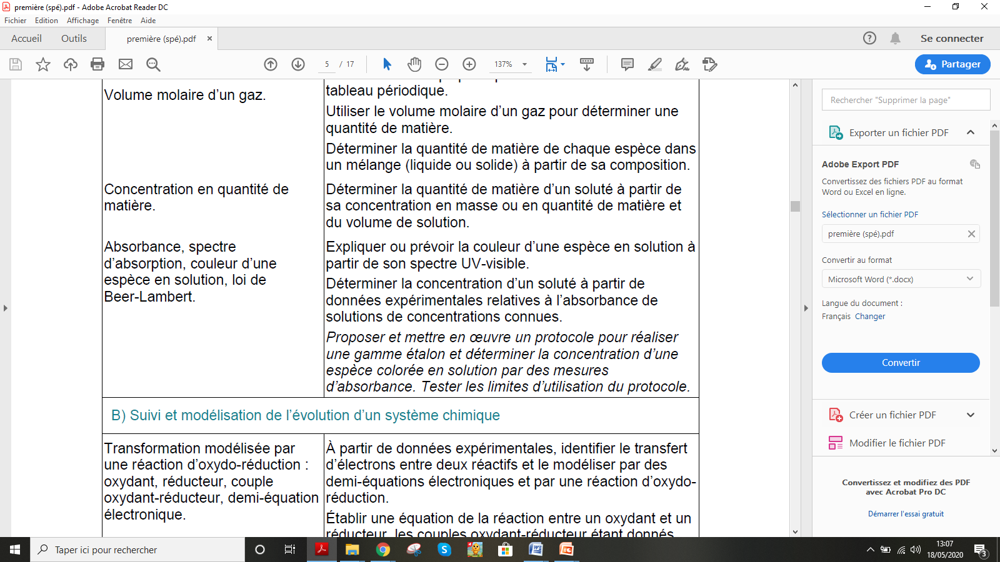 première (spé).pdf - Adobe Acrobat Reader DC
Fichier Edition Affichage Fenêtre Aide
Accueil Outils première (spé).pdf × Se connecter
5 / 17 137% Partager
tableau périodique.
Volume molaire d’un gaz.
Utiliser le volume molaire d’un gaz pour déterminer une
quantité de matière.
Déterminer la quantité de matière de chaque espèce dans
un mélange (liquide ou solide) à partir de sa composition.
Concentration en quantité de
matière.
Déterminer la quantité de matière d’un soluté à partir de
sa concentration en masse ou en quantité de matière et
du volume de solution.
Absorbance, spectre
d’absorption, couleur d’une
espèce en solution, loi de
Beer-Lambert.
Expliquer ou prévoir la couleur d’une espèce en solution à
partir de son spectre UV-visible.
Déterminer la concentration d’un soluté à partir de
données expérimentales relatives à l’absorbance de
solutions de concentrations connues.
Proposer et mettre en œuvre un protocole pour réaliser
une gamme étalon et déterminer la concentration d’une
espèce colorée en solution par des mesures
d’absorbance. Tester les limites d’utilisation du protocole.
B) Suivi et modélisation de l’évolution d’un système chimique
Transformation modélisée par
une réaction d’oxydo-réduction :
oxydant, réducteur, couple
oxydant-réducteur, demi-équation
électronique.
À partir de données expérimentales, identifier le transfert
d’électrons entre deux réactifs et le modéliser par des
demi-équations électroniques et par une réaction d’oxydo-
réduction.
Établir une équation de la réaction entre un oxydant et un
réducteur, les couples oxydant-réducteur étant donnés
Rechercher "Supprimer la page"
Exporter un fichier PDF
Adobe Export PDF
Convertissez des fichiers PDF au format
Word ou Excel en ligne.
Sélectionner un fichier PDF
première (spé).pdf
Convertir au format
Microsoft Word (*.docx)
Langue du document :
Français Changer
Convertir
Créer un fichier PDF
Modifier le fichier PDF
Convertissez et modifiez des PDF
avec Acrobat Pro DC
Démarrer l'essai gratuit
Taper ici pour rechercher
13:07
18/05/2020
3